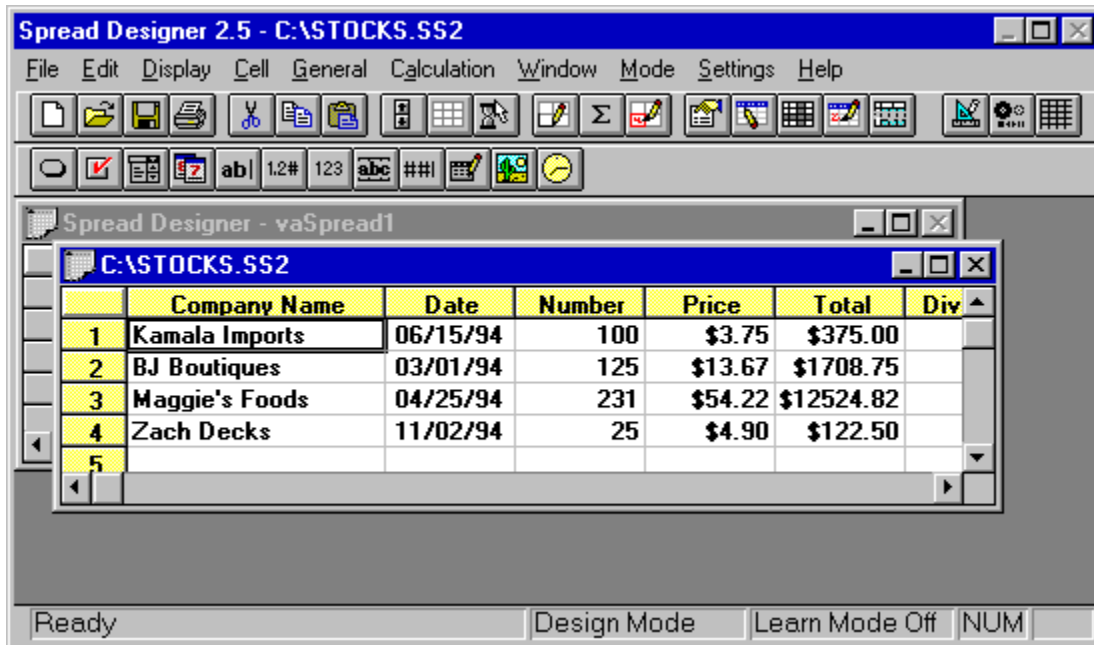 Spread Designer 2.5 - C:\STOCKS.SS2
File Edit Display Cell General Calculation Window Mode Settings Help
ab| 1.2# 123 abc ##|
Spread Designer - vaSpread1
C:\STOCKS.SS2
Company Name Date Number Price Total Div
1 Kamala Imports 06/15/94 100 $3.75 $375.00
2 BJ Boutiques 03/01/94 125 $13.67 $1708.75
3 Maggie's Foods 04/25/94 231 $54.22 $12524.82
4 Zach Decks 11/02/94 25 $4.90 $122.50
5
Ready Design Mode Learn Mode Off NUM